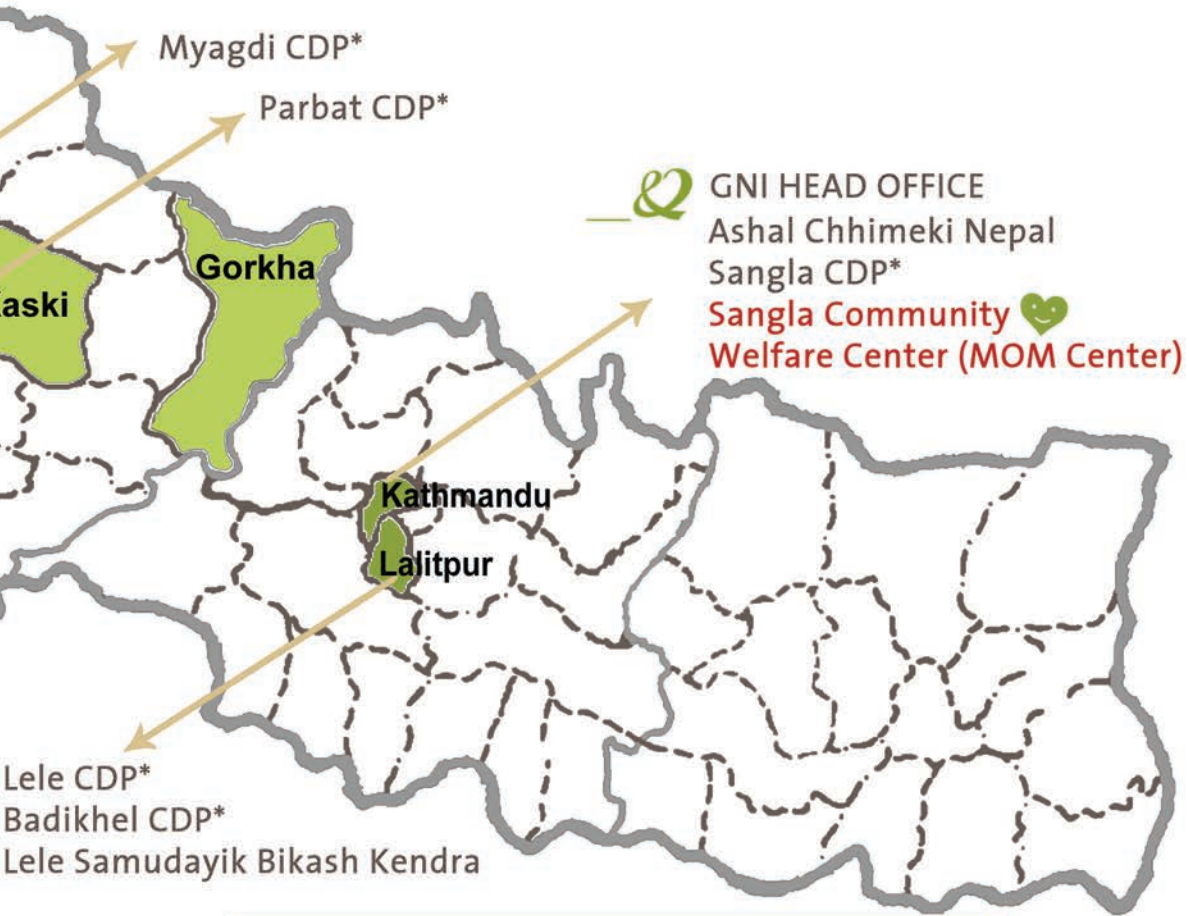 Myagdi CDP*
Parbat CDP*
GNI HEAD OFFICE
Ashal Chhimeki Nepal
Sangla CDP*
Sangla Community
Welfare Center (MOM Center)
Gorkha
aski
Kathmandu
Lalitpur
Lele CDP*
Badikhel CDP*
Lele Samudayik Bikash Kendra